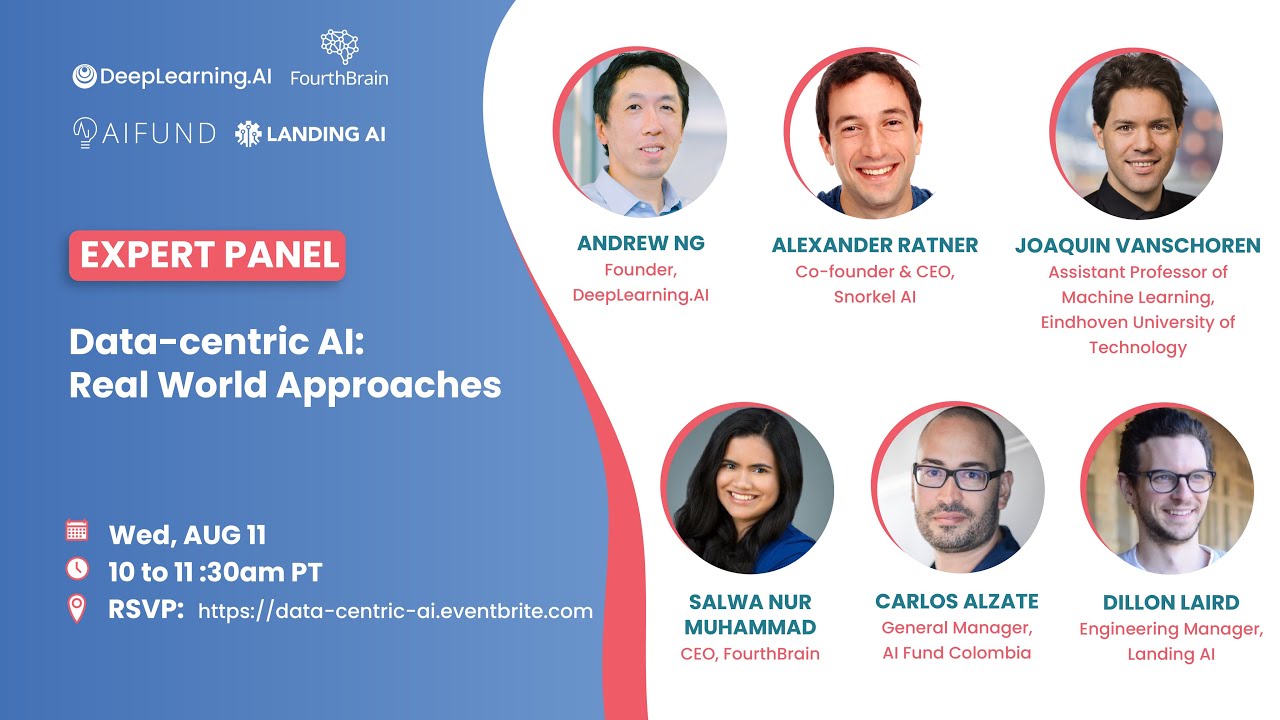 DeepLearning.AI
FourthBrain
AI FUND
LANDING AI
EXPERT PANEL
Data-centric AI:
Real World Approaches
Wed, AUG 11
10 to 11 :30am PT
RSVP: https://data-centric-ai.eventbrite.com
ANDREW NG
Founder,
DeepLearning.AI
ALEXANDER RATNER
Co-founder & CEO,
Snorkel AI
JOAQUIN VANSCHOREN
Assistant Professor of
Machine Learning,
Eindhoven University of
Technology
SALWA NUR
MUHAMMAD
CEO, FourthBrain
CARLOS ALZATE
General Manager,
AI Fund Colombia
DILLON LAIRD
Engineering Manager,
Landing AI